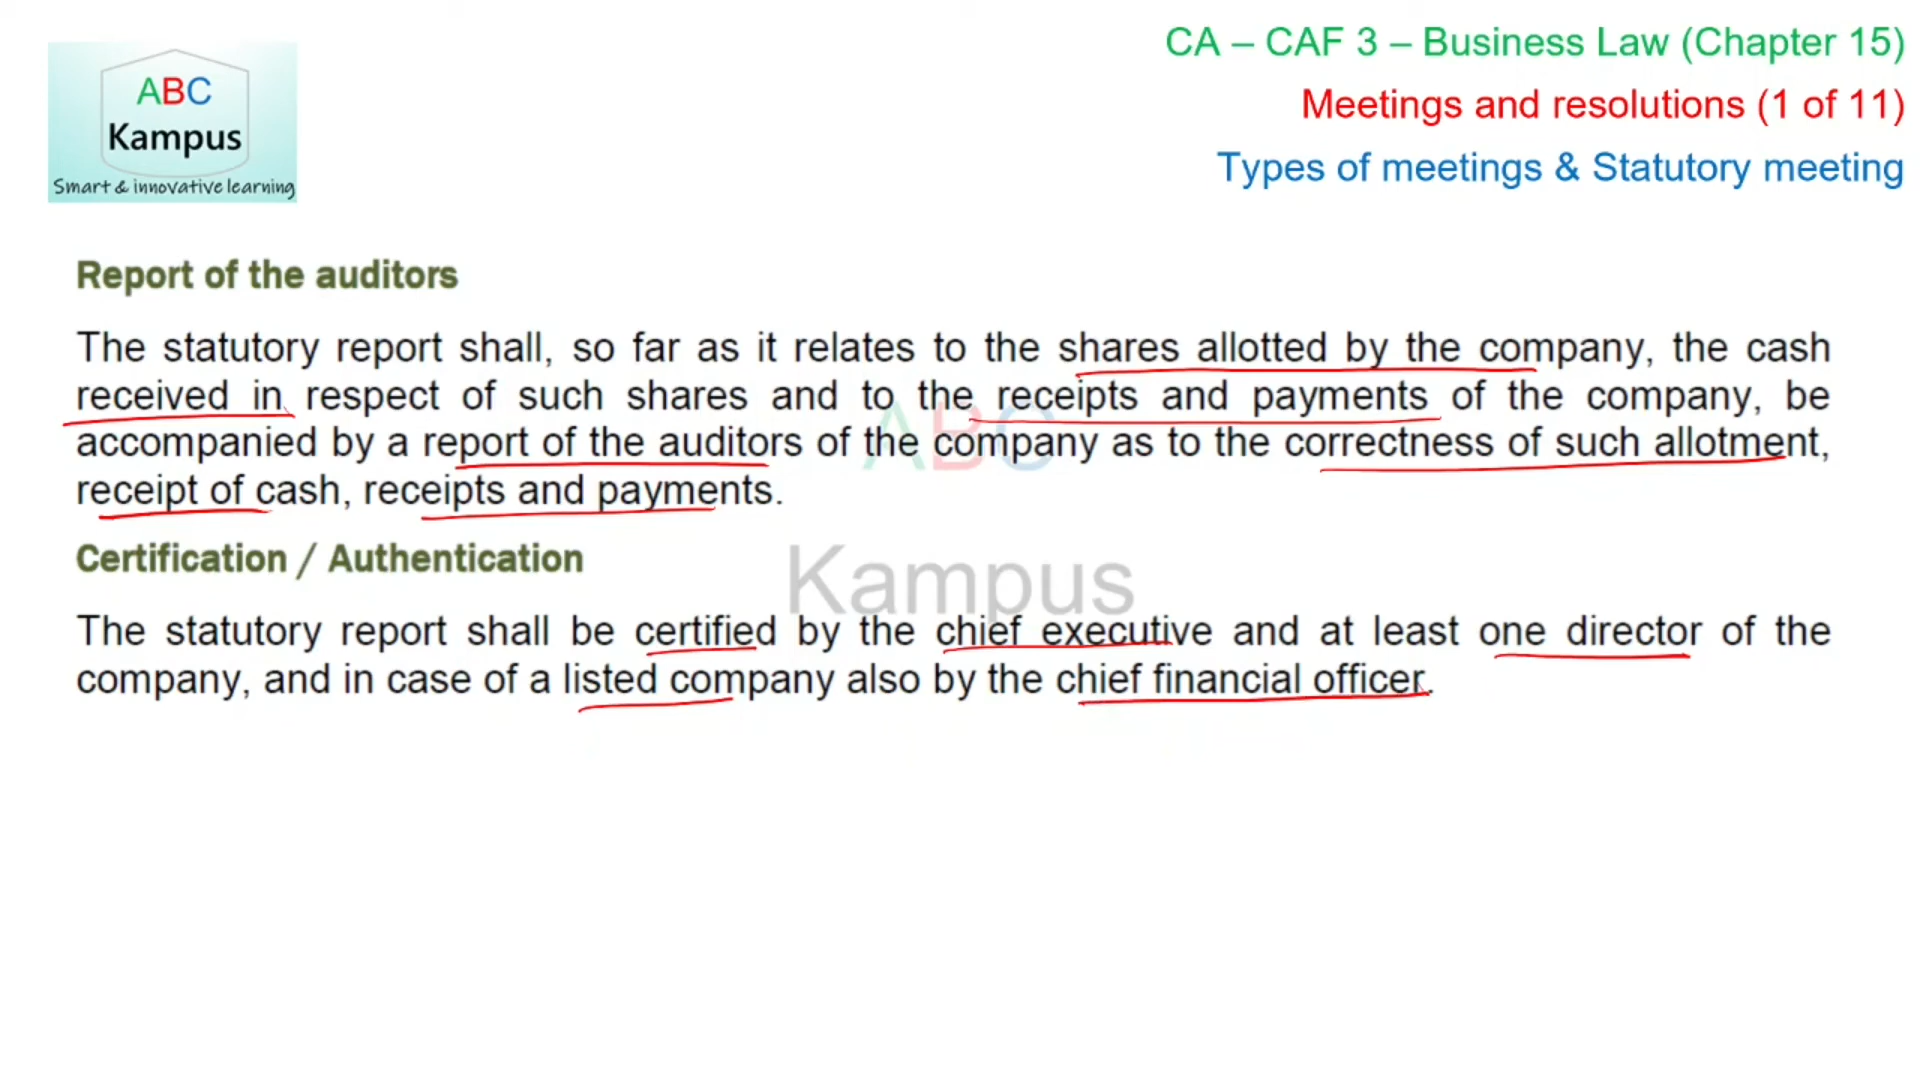 ABC
Kampus
Smart & innovative learning
CA – CAF 3 – Business Law (Chapter 15)
Meetings and resolutions (1 of 11)
Types of meetings & Statutory meeting
Report of the auditors
The statutory report shall, so far as it relates to the shares allotted by the company, the cash
received in respect of such shares and to the receipts and payments of the company, be
accompanied by a report of the auditors of the company as to the correctness of such allotment,
receipt of cash, receipts and payments.
Certification / Authentication
The statutory report shall be certified by the chief executive and at least one director of the
company, and in case of a listed company also by the chief financial officer.
ABC
Kampus